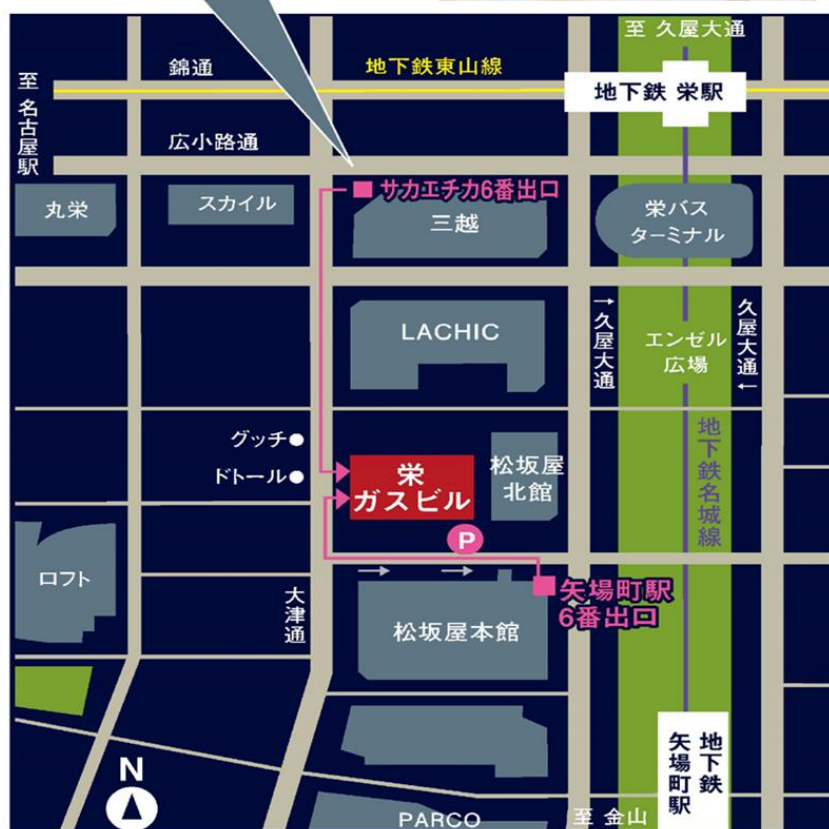 至 久屋大通
錦通
地下鉄東山線
地下鉄 栄駅
至 名古屋駅
広小路通
サカエチカ6番出口
丸栄
スカイル
三越
栄バス
ターミナル
LACHIC
→久屋大通
エンゼル
広場
久屋大通←
グッチ
ドトール
栄
ガスビル
松坂屋
北館
地下鉄名城線
P
ロフト
大津通
矢場町駅
6番出口
松坂屋本館
N
地下鉄
矢場町駅
PARCO
至 金山